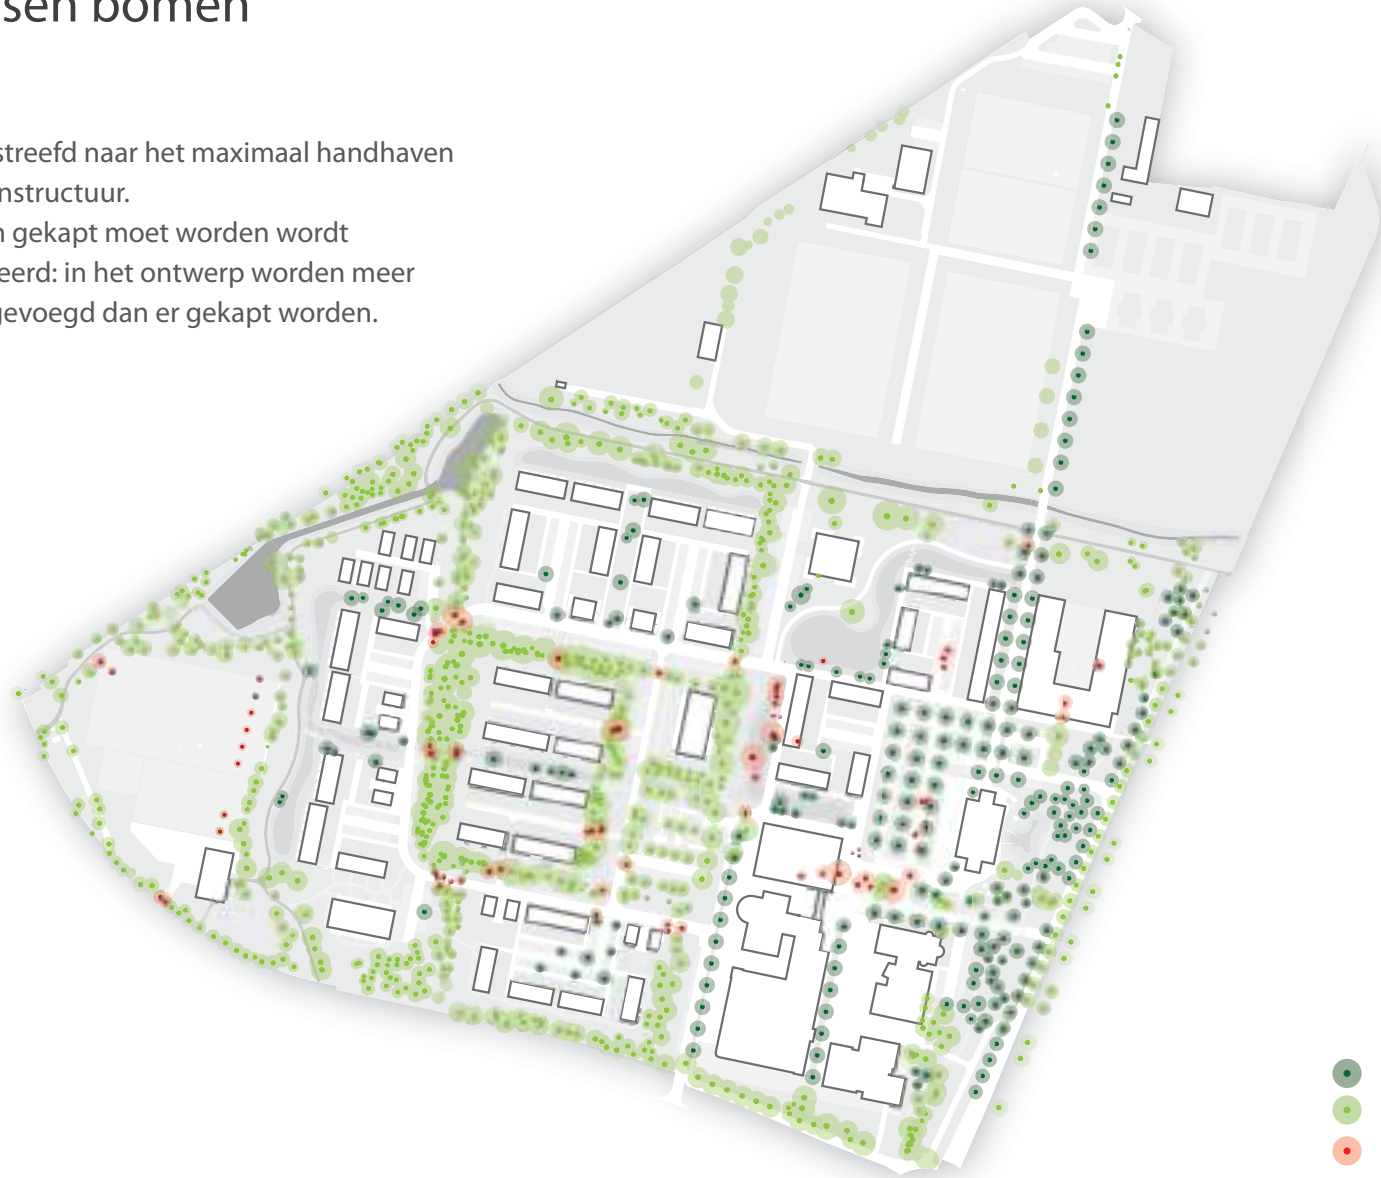 sen bomen
streefd naar het maximaal handhaven
nstructuur.
n gekapt moet worden wordt
eerd: in het ontwerp worden meer
gevoegd dan er gekapt worden.